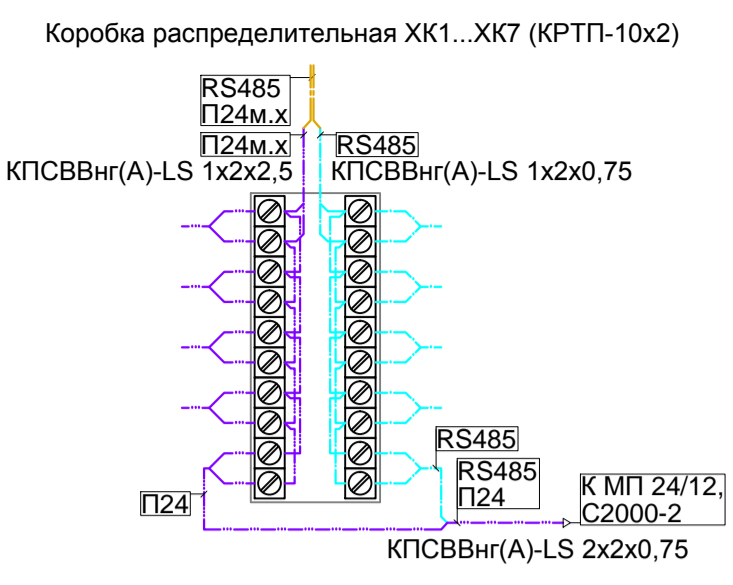 Коробка распределительная ХК1...ХК7 (КРТП-10х2)
RS485
П24м.х
П24м.х
RS485
КПСВВнг(А)-LS 1х2х2,5
КПСВВнг(А)-LS 1х2х0,75
RS485
RS485
П24
П24
К МП 24/12,
С2000-2
КПСВВнг(А)-LS 2х2х0,75